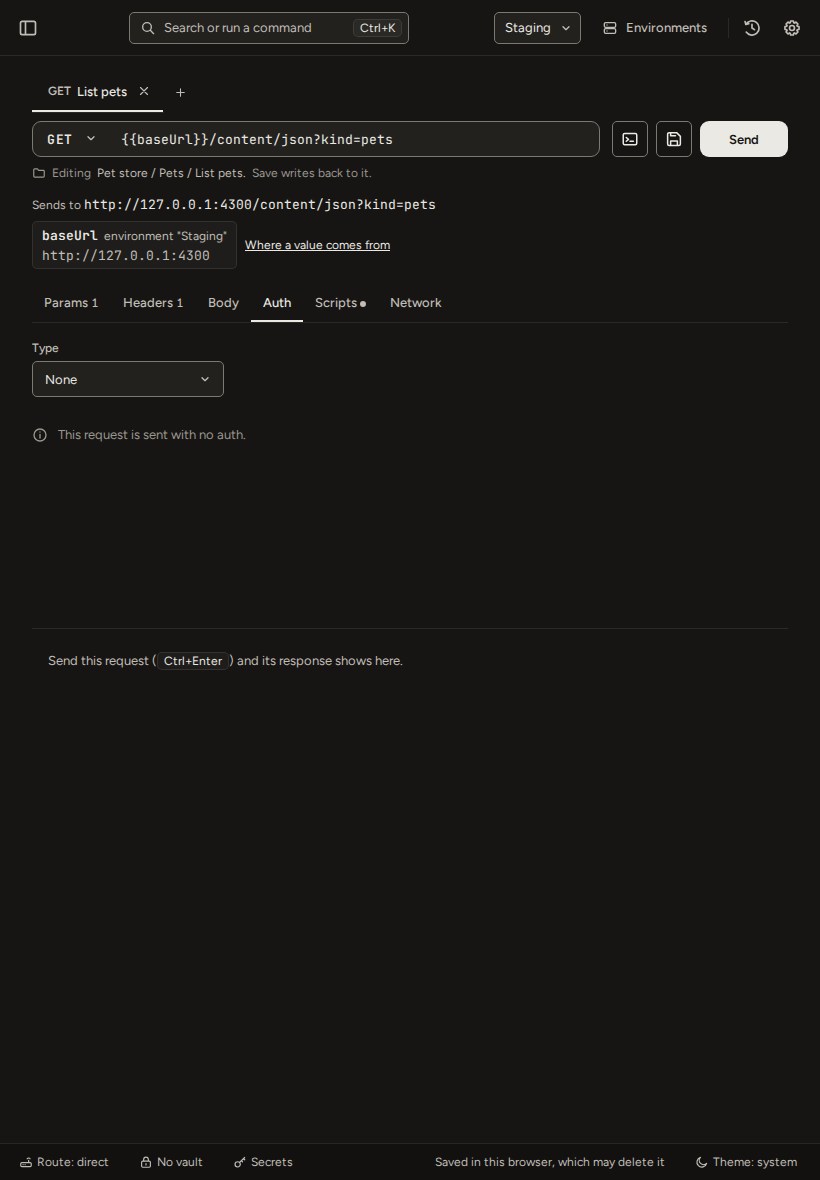 Search or run a command Ctrl+K Staging Environments
GET List pets
GET {{baseUrl}}/content/json?kind=pets Send
Editing Pet store / Pets / List pets. Save writes back to it.
Sends to http://127.0.0.1:4300/content/json?kind=pets
baseUrl environment "Staging"
http://127.0.0.1:4300
Where a value comes from
Params 1 Headers 1 Body Auth Scripts Network
Type
None
This request is sent with no auth.
Send this request (Ctrl+Enter) and its response shows here.
Route: direct No vault Secrets Saved in this browser, which may delete it Theme: system